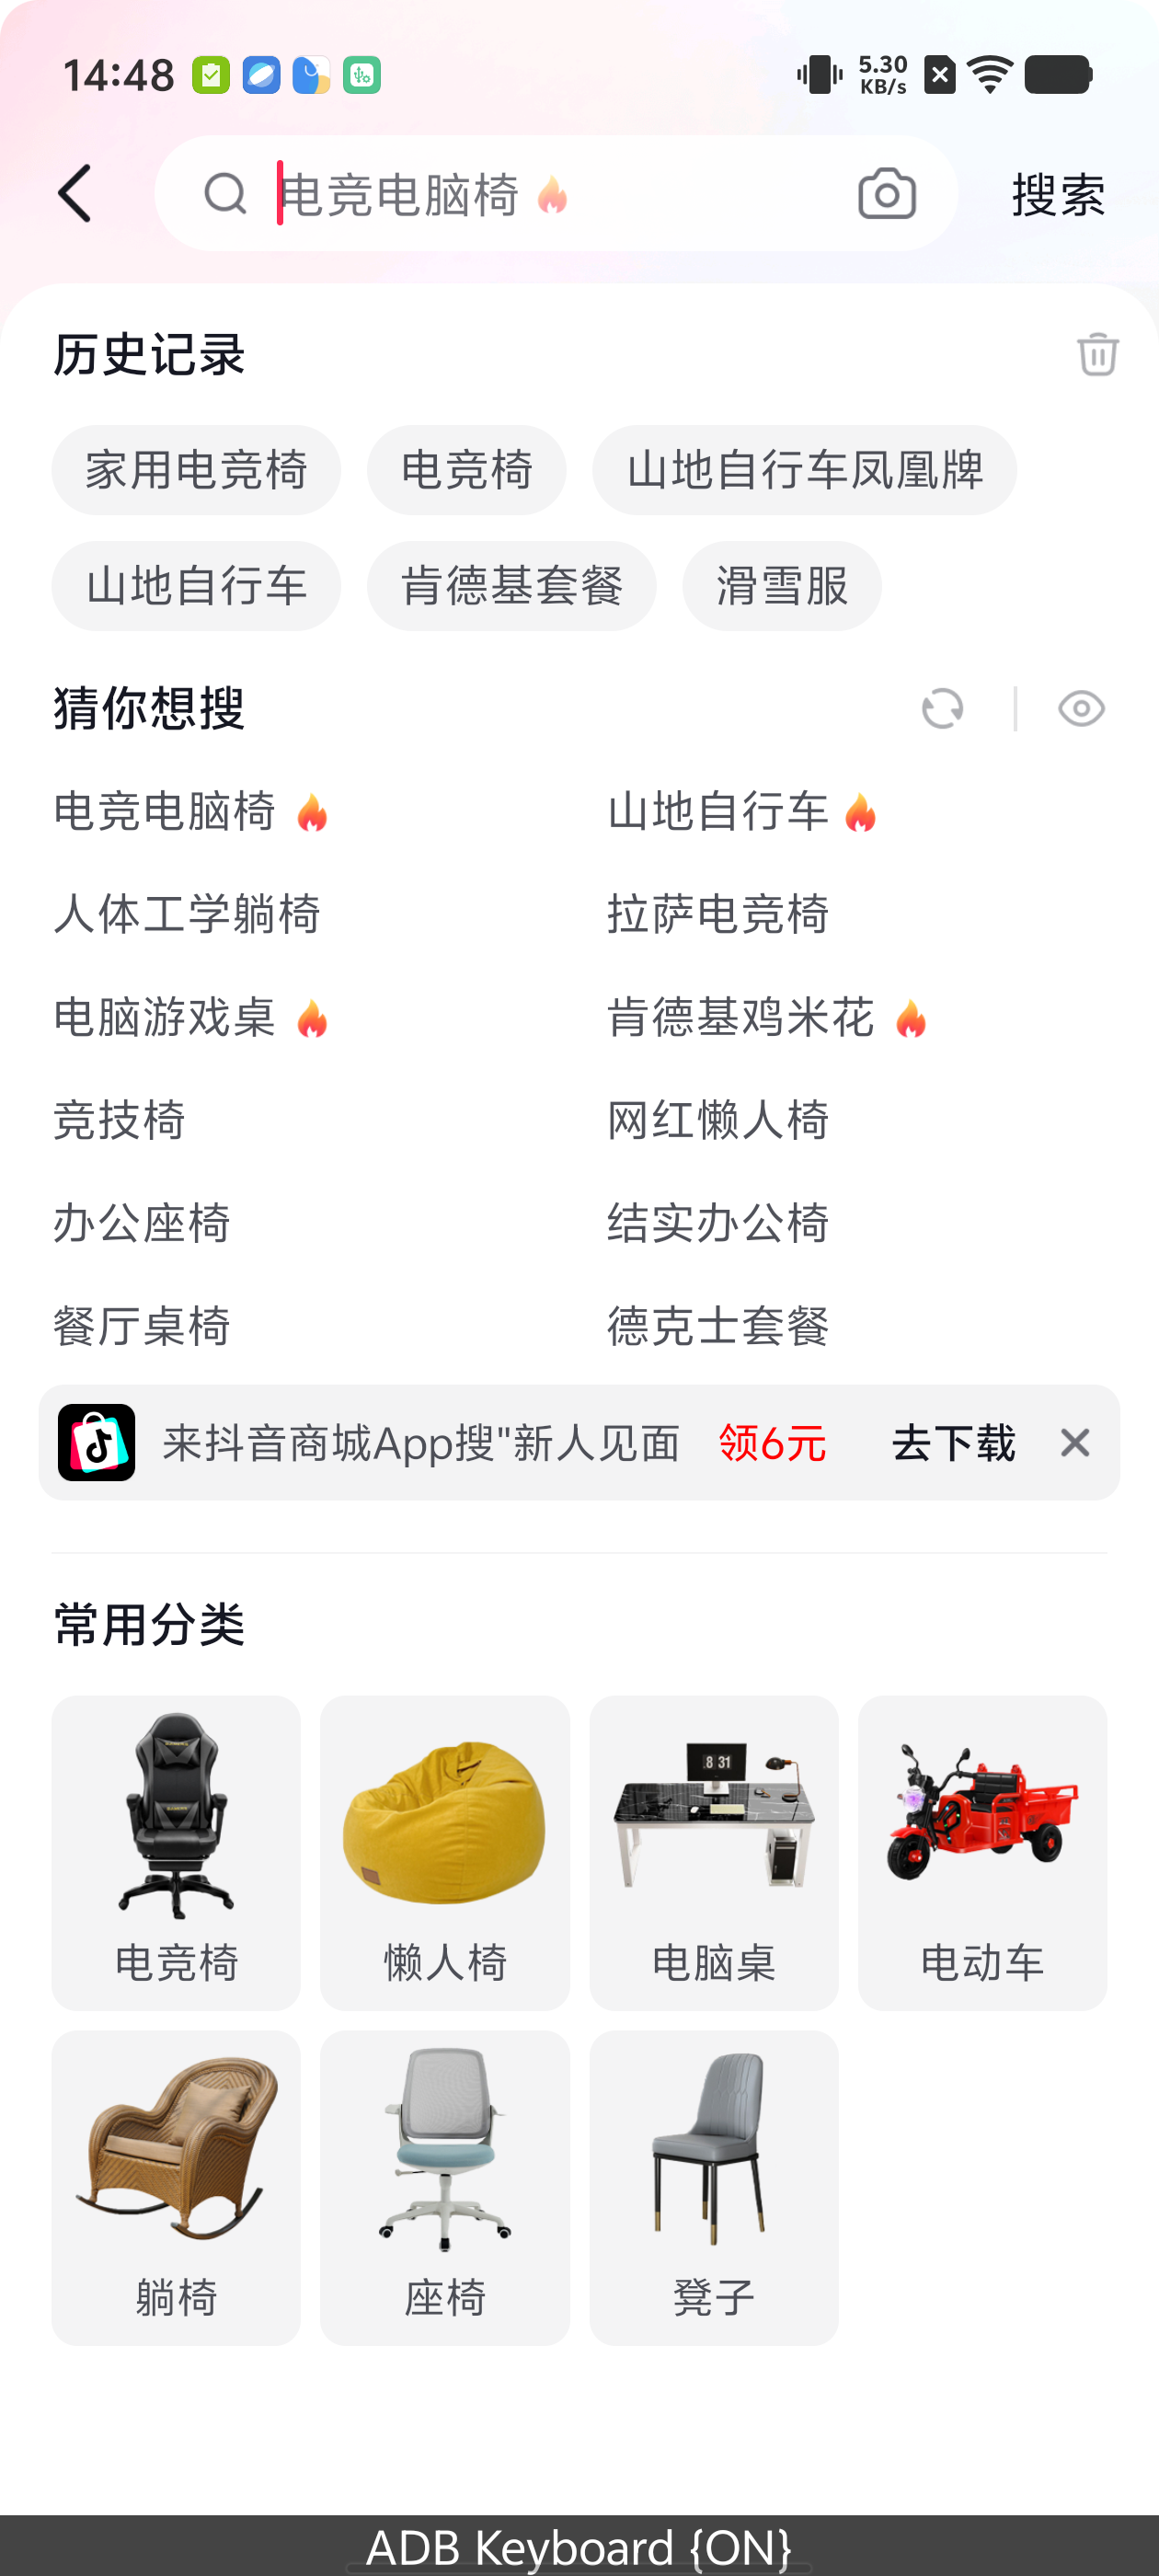 14:48
5.30 KB/s
电竞电脑椅
搜索
历史记录
家用电竞椅 电竞椅 山地自行车凤凰牌
山地自行车 肯德基套餐 滑雪服
猜你想搜
电竞电脑椅 山地自行车
人体工学躺椅 拉萨电竞椅
电脑游戏桌 肯德基鸡米花
竞技椅 网红懒人椅
办公座椅 结实办公椅
餐厅桌椅 德克士套餐
来抖音商城App搜"新人见面 领6元 去下载
常用分类
8 31
电竞椅 懒人椅 电脑桌 电动车
躺椅 座椅 凳子
ADB Keyboard {ON}